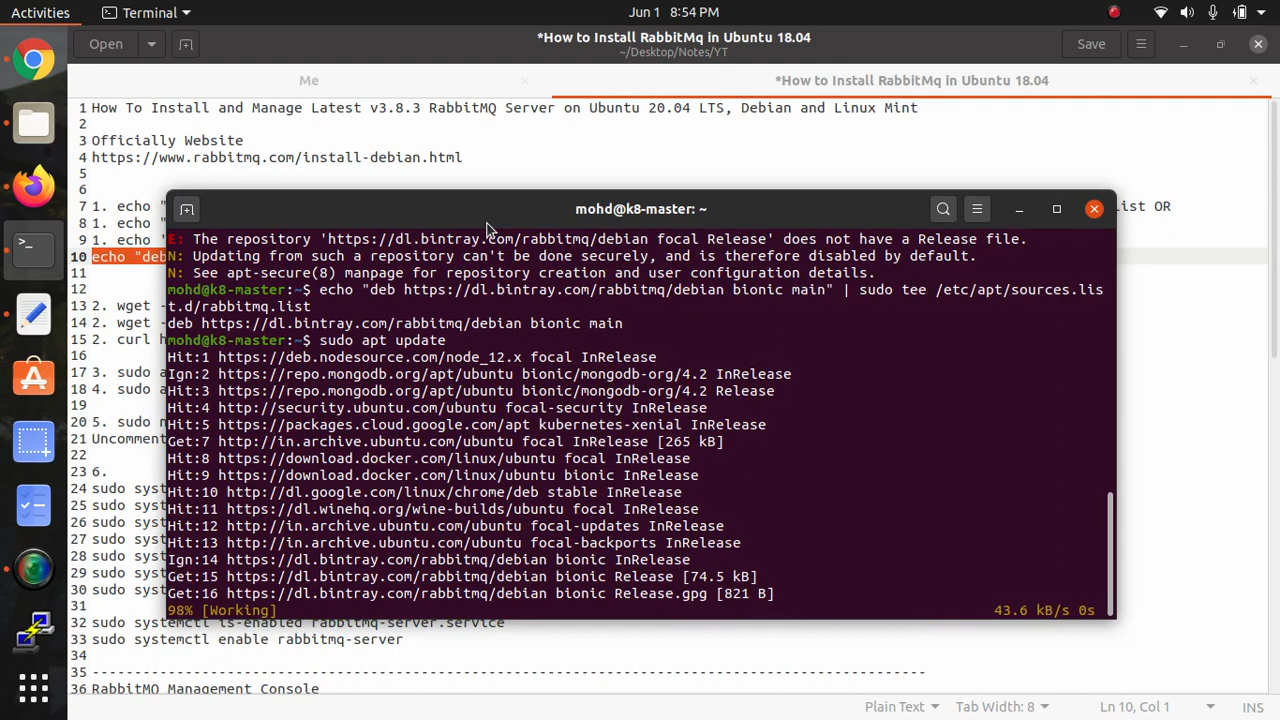 Activities
Terminal
Jun 1 8:54 PM
Open
*How to Install RabbitMq in Ubuntu 18.04
~/Desktop/Notes/YT
Save
Me
*How to Install RabbitMq in Ubuntu 18.04
1 How To Install and Manage Latest v3.8.3 RabbitMQ Server on Ubuntu 20.04 LTS, Debian and Linux Mint
2
3 Officially Website
4 https://www.rabbitmq.com/install-debian.html
5
6
7 1. echo "
ist OR
8 1. echo "
9 1. echo '
10 echo "deb
11
12
13 2. wget -
14 2. wget -
15 2. curl h
16
17 3. sudo a
18 4. sudo a
19
20 5. sudo n
21 Uncomment
22
23 6.
24 sudo syst
25 sudo syst
26 sudo syst
27 sudo syst
28 sudo syst
29 sudo syst
30 sudo syst
31
32 sudo systemctl is-enabled rabbitmq-server.service
33 sudo systemctl enable rabbitmq-server
34
35 ---------------------------------------------------------------------------------------------------
36 RabbitMQ Management Console
mohd@k8-master: ~
E: The repository 'https://dl.bintray.com/rabbitmq/debian focal Release' does not have a Release file.
N: Updating from such a repository can't be done securely, and is therefore disabled by default.
N: See apt-secure(8) manpage for repository creation and user configuration details.
mohd@k8-master:~$ echo "deb https://dl.bintray.com/rabbitmq/debian bionic main" | sudo tee /etc/apt/sources.lis
t.d/rabbitmq.list
deb https://dl.bintray.com/rabbitmq/debian bionic main
mohd@k8-master:~$ sudo apt update
Hit:1 https://deb.nodesource.com/node_12.x focal InRelease
Ign:2 https://repo.mongodb.org/apt/ubuntu bionic/mongodb-org/4.2 InRelease
Hit:3 https://repo.mongodb.org/apt/ubuntu bionic/mongodb-org/4.2 Release
Hit:4 http://security.ubuntu.com/ubuntu focal-security InRelease
Hit:5 https://packages.cloud.google.com/apt kubernetes-xenial InRelease
Get:7 http://in.archive.ubuntu.com/ubuntu focal InRelease [265 kB]
Hit:8 https://download.docker.com/linux/ubuntu focal InRelease
Hit:9 https://download.docker.com/linux/ubuntu bionic InRelease
Hit:10 http://dl.google.com/linux/chrome/deb stable InRelease
Hit:11 https://dl.winehq.org/wine-builds/ubuntu focal InRelease
Hit:12 http://in.archive.ubuntu.com/ubuntu focal-updates InRelease
Hit:13 http://in.archive.ubuntu.com/ubuntu focal-backports InRelease
Ign:14 https://dl.bintray.com/rabbitmq/debian bionic InRelease
Get:15 https://dl.bintray.com/rabbitmq/debian bionic Release [74.5 kB]
Get:16 https://dl.bintray.com/rabbitmq/debian bionic Release.gpg [821 B]
98% [Working]
43.6 kB/s 0s
Plain Text
Tab Width: 8
Ln 10, Col 1
INS